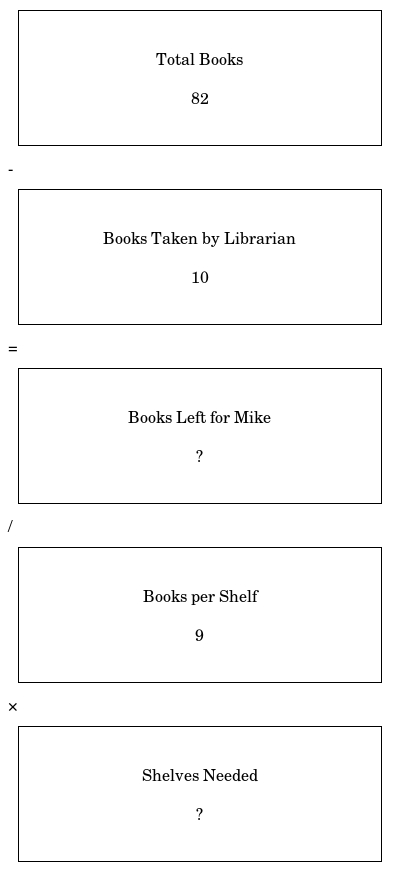 Total Books
82
-
Books Taken by Librarian
10
=
Books Left for Mike
?
/
Books per Shelf
9
×
Shelves Needed
?